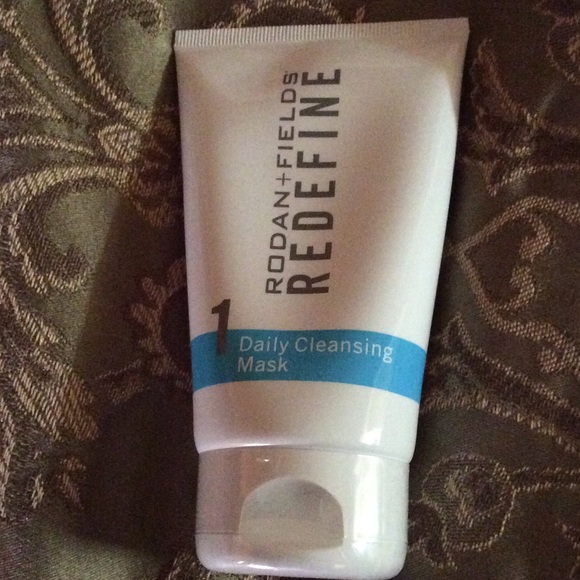 RODAN+FIELDS
REDEFINE
1
Daily Cleansing
Mask